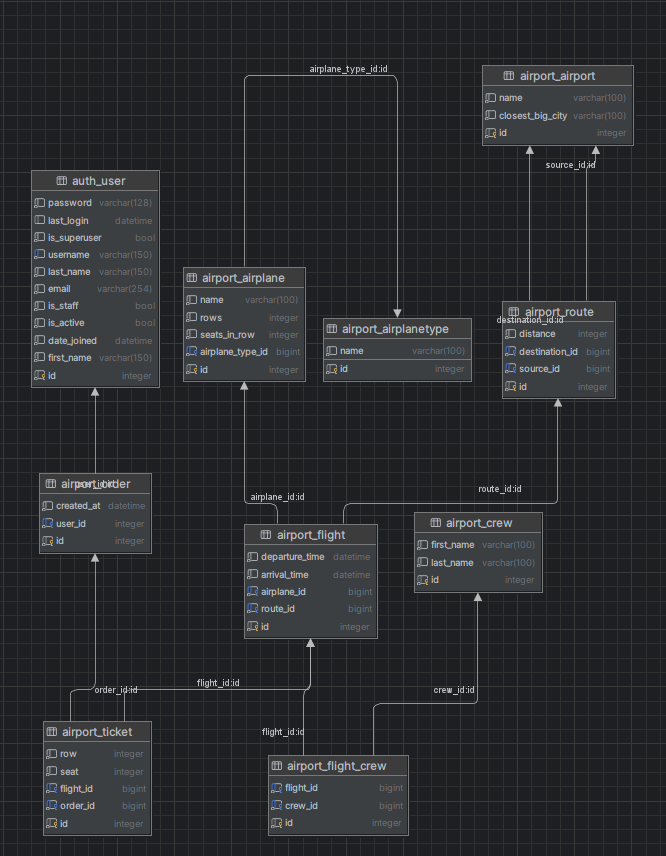 airplane_type_id:id
airport_airport
name varchar(100)
closest_big_city varchar(100)
id integer
source_id:id
auth_user
password varchar(128)
last_login datetime
is_superuser bool
username varchar(150)
last_name varchar(150)
email varchar(254)
is_staff bool
is_active bool
date_joined datetime
first_name varchar(150)
id integer
airport_airplane
name varchar(100)
rows integer
seats_in_row integer
airplane_type_id bigint
id integer
airport_airplanetype
name varchar(100)
id integer
airport_route
destination_id:id
distance integer
destination_id bigint
source_id bigint
id integer
airport_order
created_at datetime
user_id integer
id integer
airplane_id:id
route_id:id
airport_flight
departure_time datetime
arrival_time datetime
airplane_id bigint
route_id bigint
id integer
airport_crew
first_name varchar(100)
last_name varchar(100)
id integer
order_id:id
flight_id:id
crew_id:id
flight_id:id
airport_ticket
row integer
seat integer
flight_id bigint
order_id bigint
id integer
airport_flight_crew
flight_id bigint
crew_id bigint
id integer